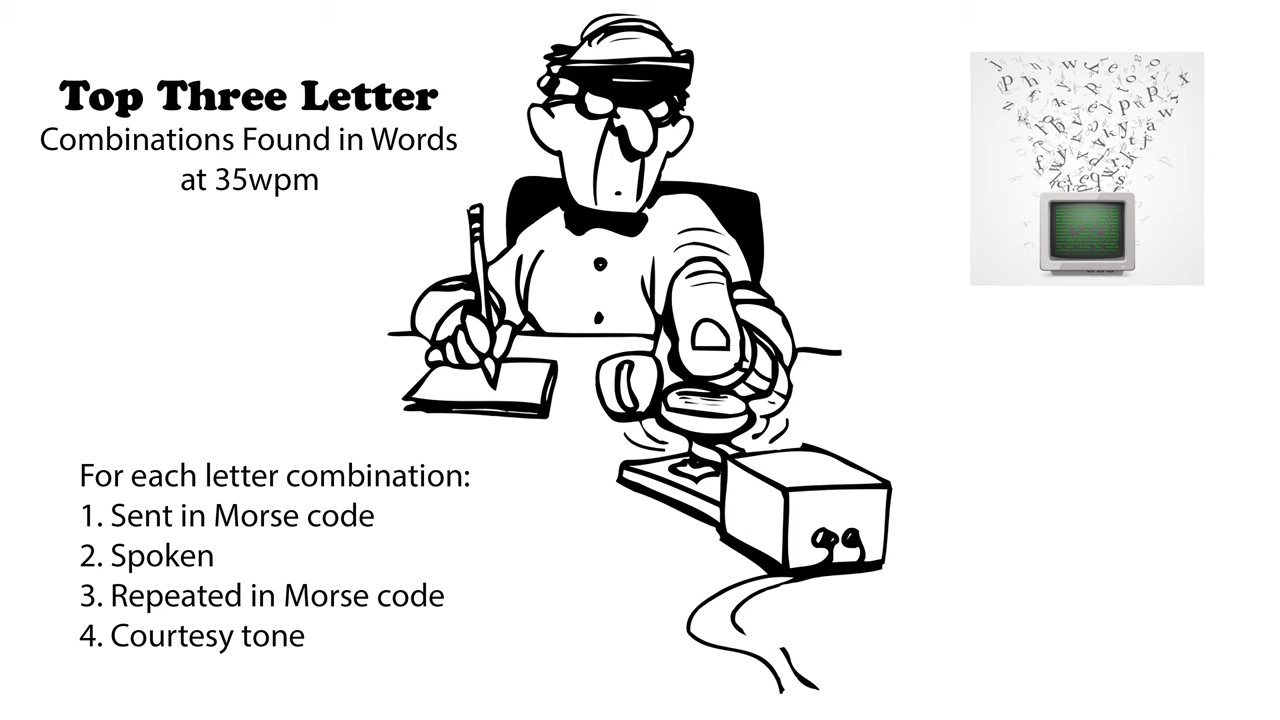 Top Three Letter
Combinations Found in Words
at 35wpm
For each letter combination:
1. Sent in Morse code
2. Spoken
3. Repeated in Morse code
4. Courtesy tone